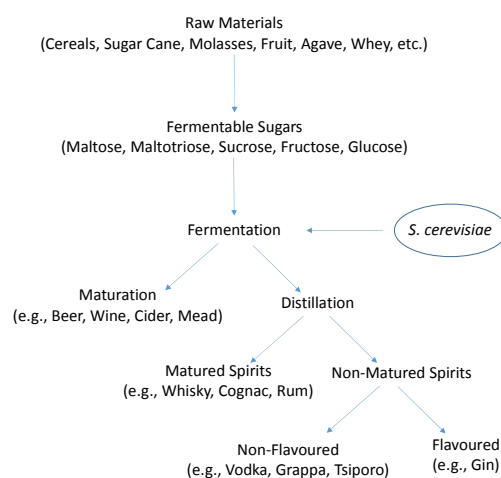 Raw Materials
(Cereals, Sugar Cane, Molasses, Fruit, Agave, Whey, etc.)
Fermentable Sugars
(Maltose, Maltotriose, Sucrose, Fructose, Glucose)
Fermentation
S. cerevisiae
Maturation
(e.g., Beer, Wine, Cider, Mead)
Distillation
Matured Spirits
(e.g., Whisky, Cognac, Rum)
Non-Matured Spirits
Non-Flavoured
(e.g., Vodka, Grappa, Tsiporo)
Flavoured
(e.g., Gin)